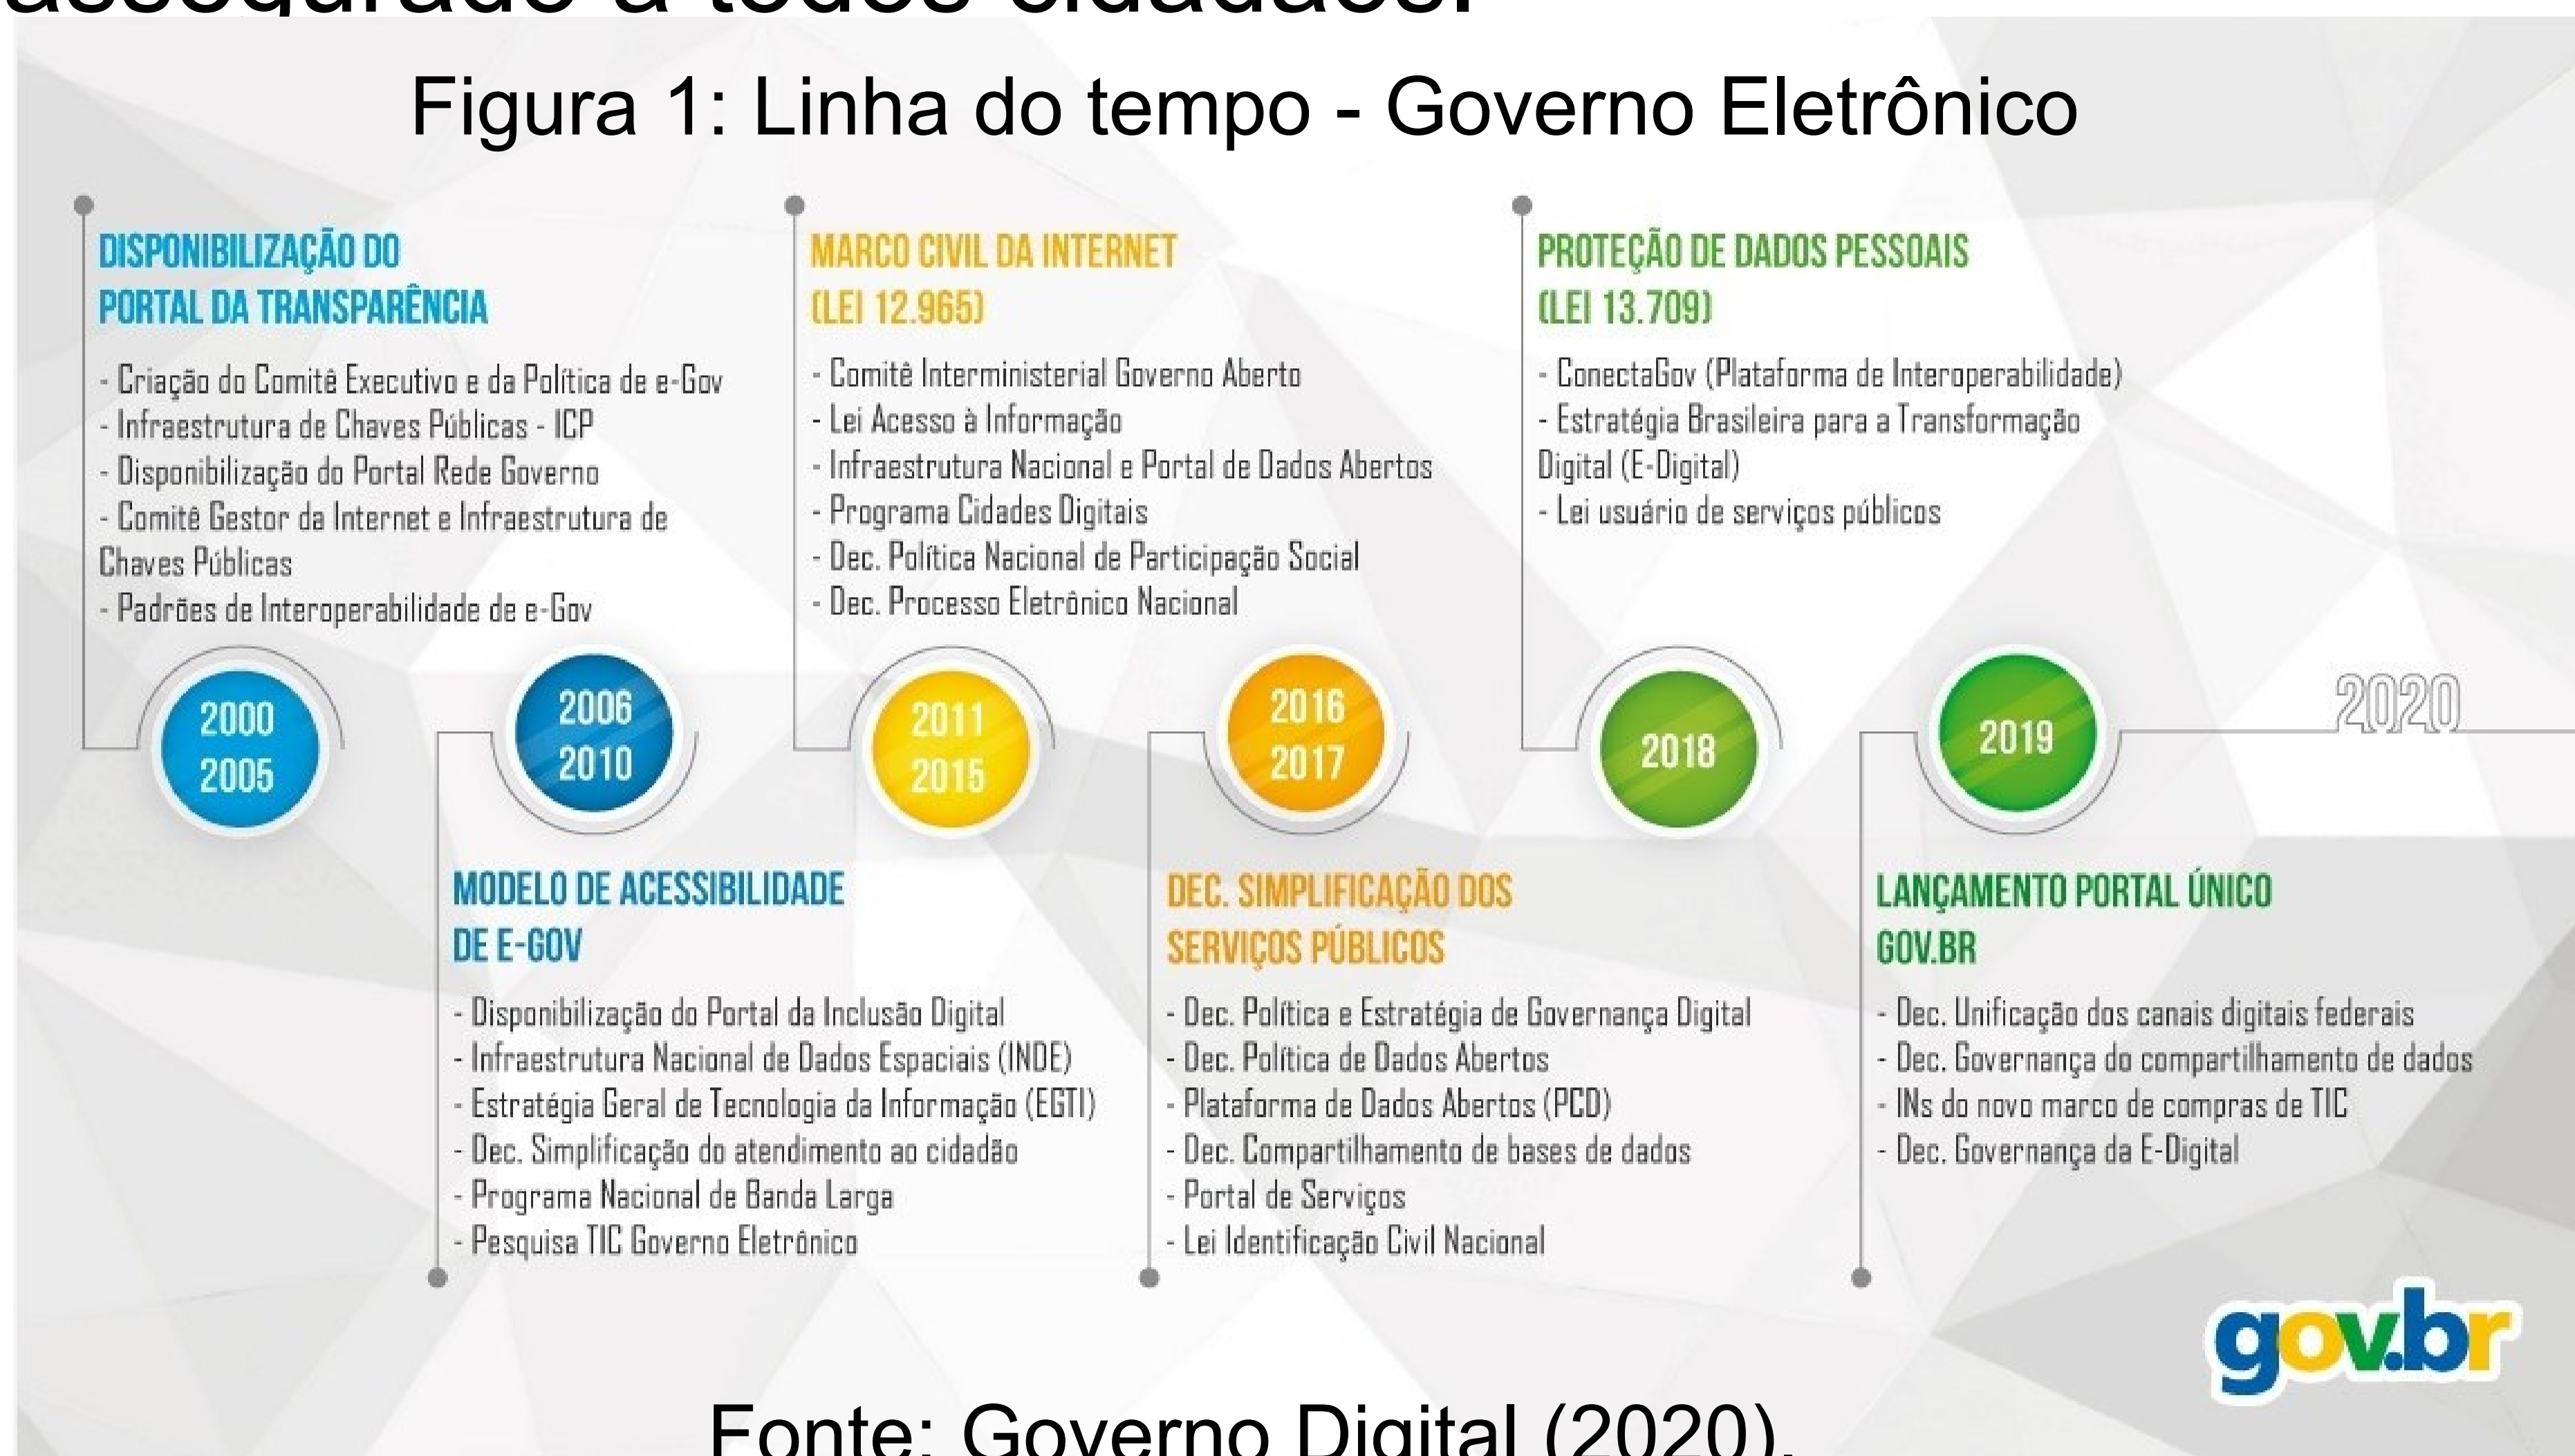 assegurado a todos cidadãos.
Figura 1: Linha do tempo - Governo Eletrônico
DISPONIBILIZAÇÃO DO
PORTAL DA TRANSPARÊNCIA
- Criação do Comitê Executivo e da Política de e-Gov
- Infraestrutura de Chaves Públicas - ICP
- Disponibilização do Portal Rede Governo
- Comitê Gestor da Internet e Infraestrutura de
Chaves Públicas
- Padrões de Interoperabilidade de e-Gov
2000
2005
MODELO DE ACESSIBILIDADE
DE E-GOV
- Disponibilização do Portal da Inclusão Digital
- Infraestrutura Nacional de Dados Espaciais (INDE)
- Estratégia Geral de Tecnologia da Informação (EGTI)
- Dec. Simplificação do atendimento ao cidadão
- Programa Nacional de Banda Larga
- Pesquisa TIC Governo Eletrônico
2006
2010
MARCO CIVIL DA INTERNET
(LEI 12.965)
- Comitê Interministerial Governo Aberto
- Lei Acesso à Informação
- Infraestrutura Nacional e Portal de Dados Abertos
- Programa Cidades Digitais
- Dec. Política Nacional de Participação Social
- Dec. Processo Eletrônico Nacional
2011
2015
DEC. SIMPLIFICAÇÃO DOS
SERVIÇOS PÚBLICOS
- Dec. Política e Estratégia de Governança Digital
- Dec. Política de Dados Abertos
- Plataforma de Dados Abertos (PCD)
- Dec. Compartilhamento de bases de dados
- Portal de Serviços
- Lei Identificação Civil Nacional
2016
2017
PROTEÇÃO DE DADOS PESSOAIS
(LEI 13.709)
- ConectaGov (Plataforma de Interoperabilidade)
- Estratégia Brasileira para a Transformação
Digital (E-Digital)
- Lei usuário de serviços públicos
2018
LANÇAMENTO PORTAL ÚNICO
GOV.BR
- Dec. Unificação dos canais digitais federais
- Dec. Governança do compartilhamento de dados
- INs do novo marco de compras de TIC
- Dec. Governança da E-Digital
2019
2020
gov.br
Fonte: Governo Digital (2020).